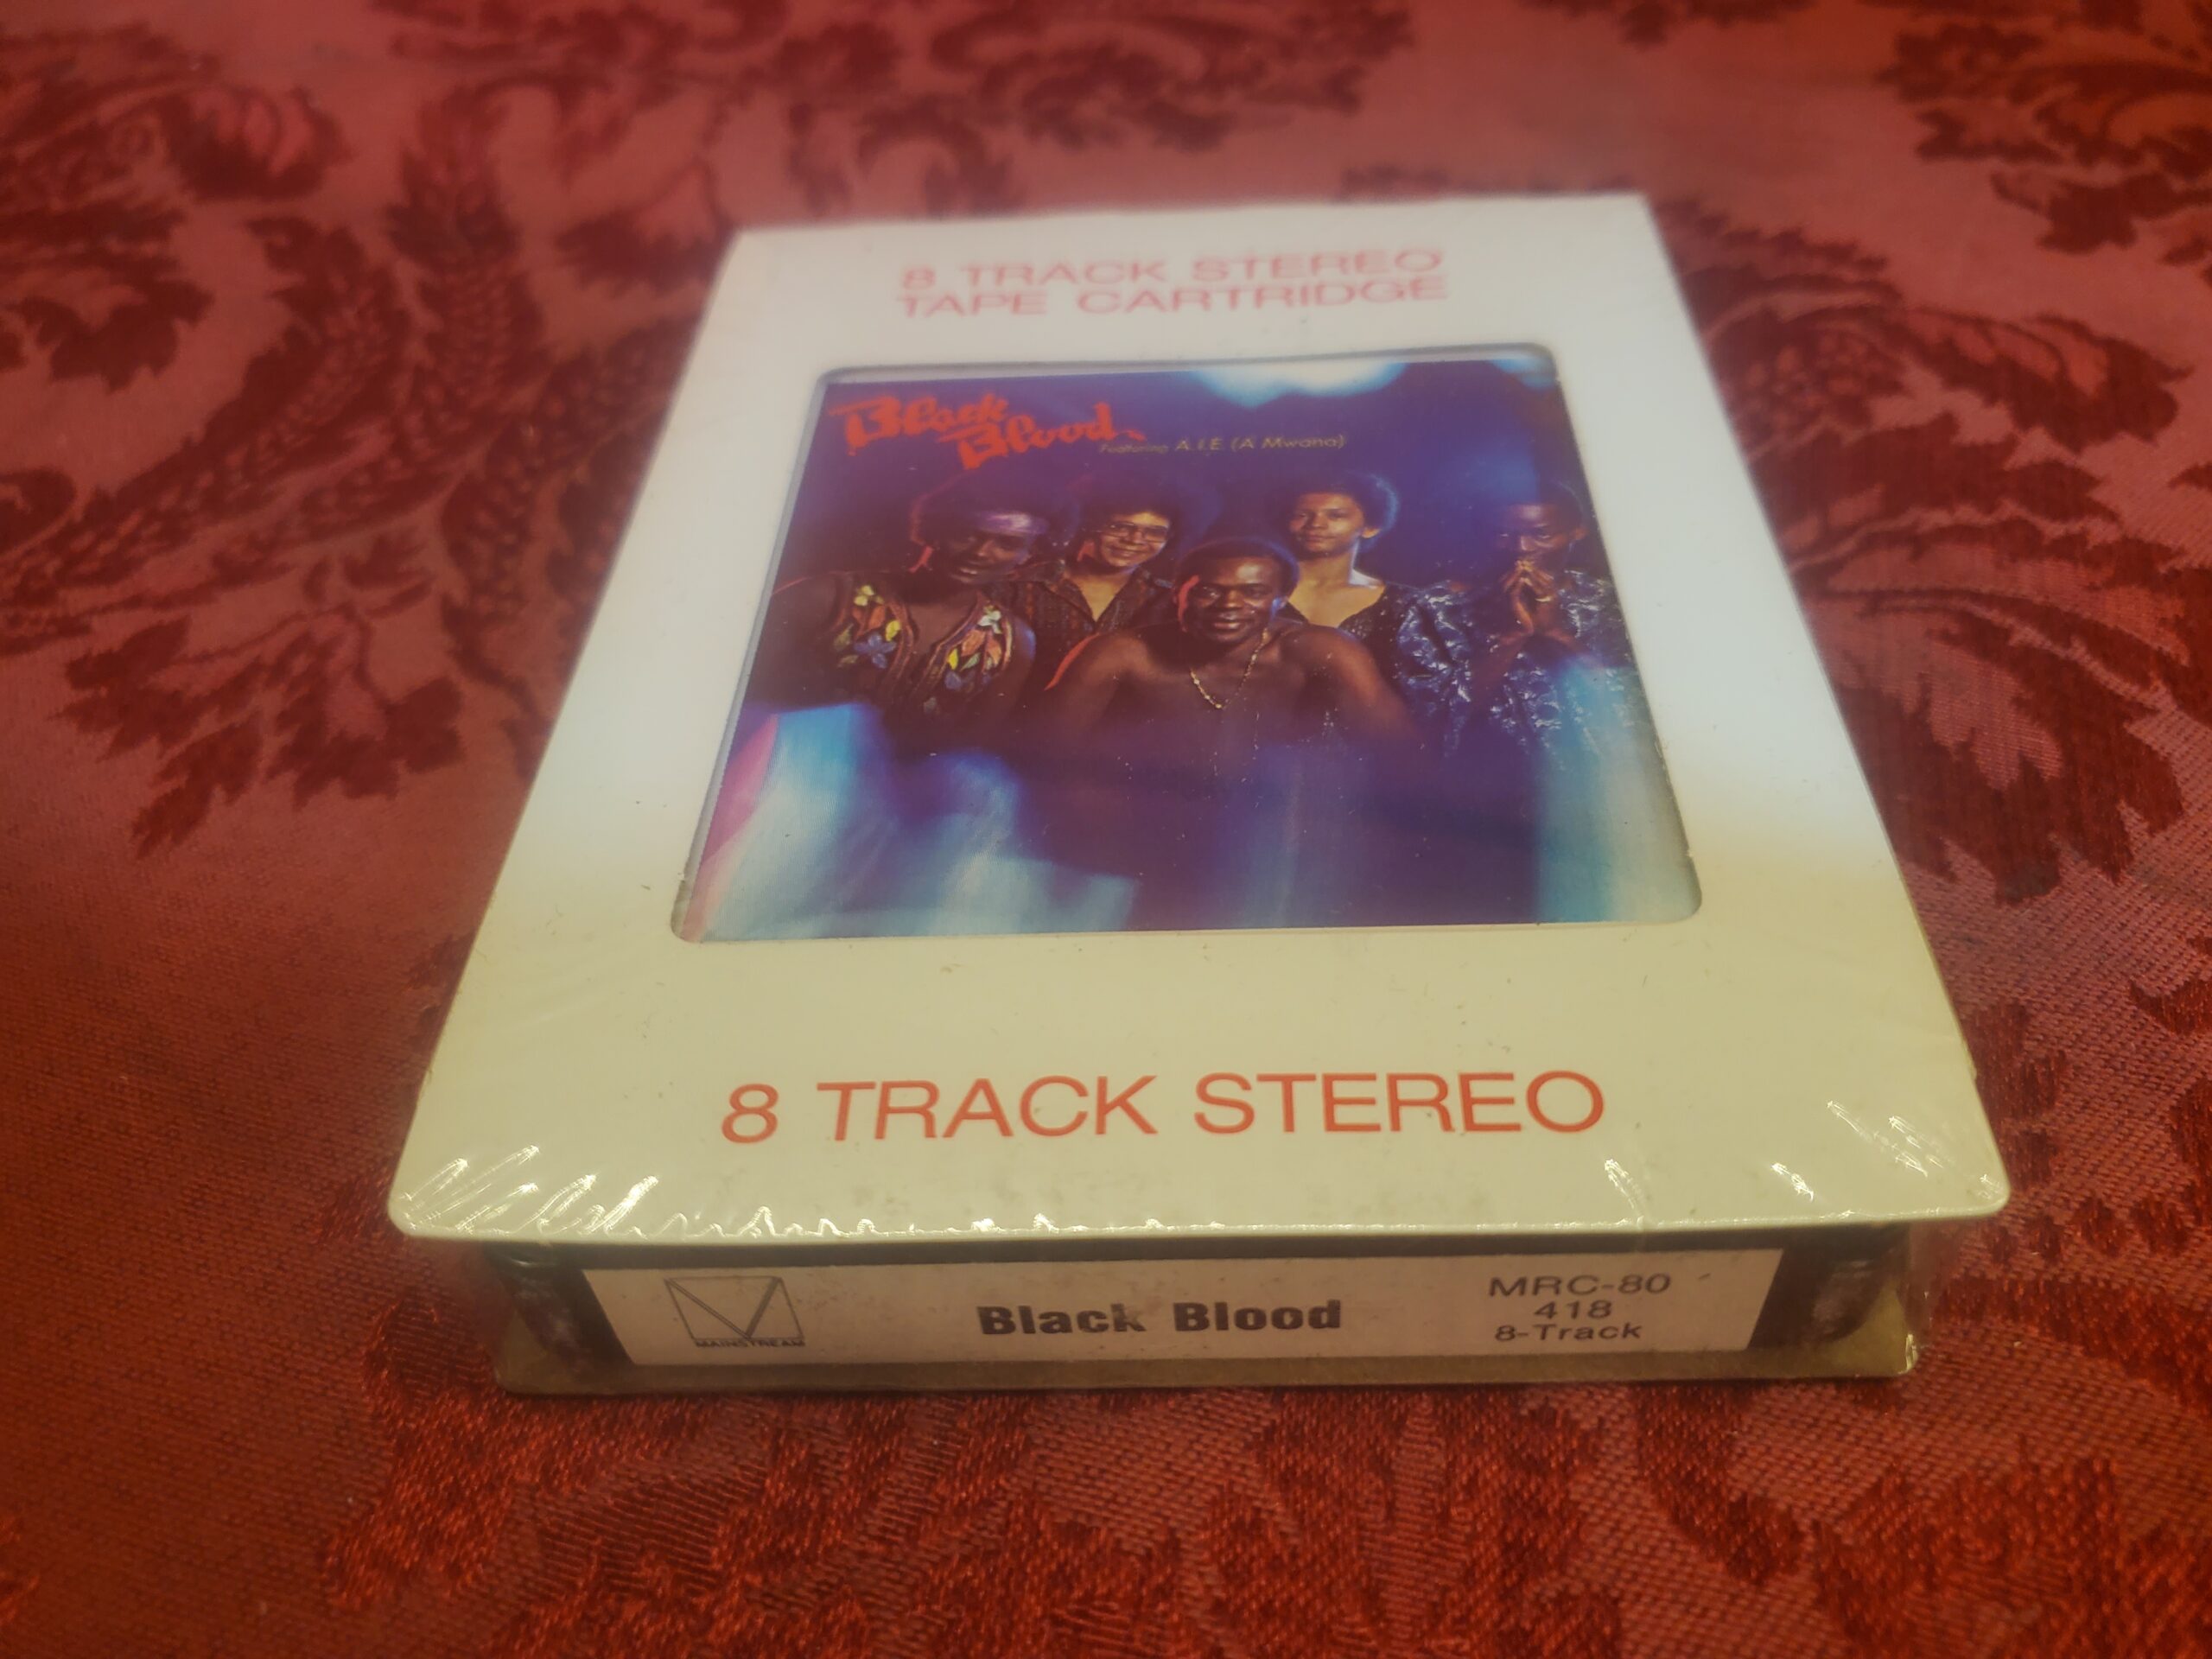 8 TRACK STEREO
TAPE CARTRIDGE
Black
Blood
Featuring A.I.E. (A Mwana)
8 TRACK STEREO
MAINSTREAM
Black Blood
MRC-80
418
8-Track